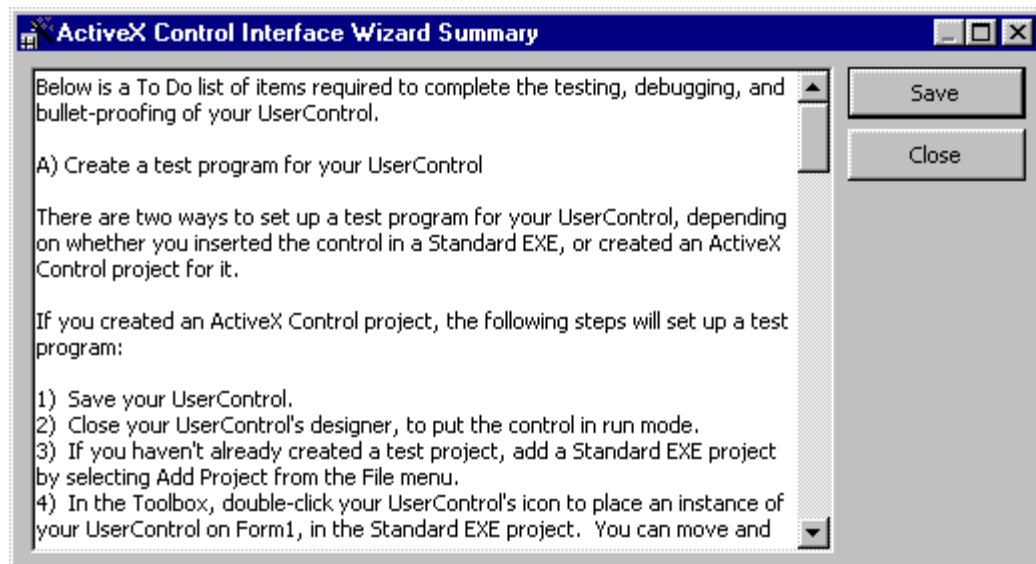 ActiveX Control Interface Wizard Summary
Below is a To Do list of items required to complete the testing, debugging, and
bullet-proofing of your UserControl.
A) Create a test program for your UserControl
There are two ways to set up a test program for your UserControl, depending
on whether you inserted the control in a Standard EXE, or created an ActiveX
Control project for it.
If you created an ActiveX Control project, the following steps will set up a test
program:
1)  Save your UserControl.
2)  Close your UserControl's designer, to put the control in run mode.
3)  If you haven't already created a test project, add a Standard EXE project
by selecting Add Project from the File menu.
4)  In the Toolbox, double-click your UserControl's icon to place an instance of
your UserControl on Form1, in the Standard EXE project.  You can move and
Save
Close